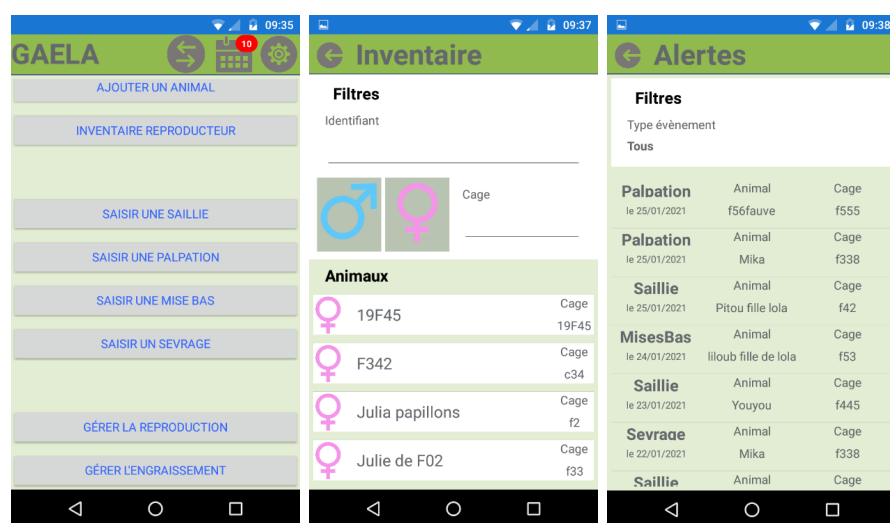 09:35
GAELA
10
AJOUTER UN ANIMAL
INVENTAIRE REPRODUCTEUR
SAISIR UNE SAILLIE
SAISIR UNE PALPATION
SAISIR UNE MISE BAS
SAISIR UN SEVRAGE
GÉRER LA REPRODUCTION
GÉRER L'ENGRAISSEMENT
09:37
Inventaire
Filtres
Identifiant
Cage
Animaux
19F45
Cage
19F45
F342
Cage
c34
Julia papillons
Cage
f2
Julie de F02
Cage
f33
09:38
Alertes
Filtres
Type évènement
Tous
Palpation Animal Cage
le 25/01/2021 f56fauve f555
Palpation Animal Cage
le 25/01/2021 Mika f338
Saillie Animal Cage
le 25/01/2021 Pitou fille lola f42
MisesBas Animal Cage
le 24/01/2021 liloub fille de lola f53
Saillie Animal Cage
le 23/01/2021 Youyou f445
Sevrage Animal Cage
le 22/01/2021 Mika f338
Saillie Animal Cage